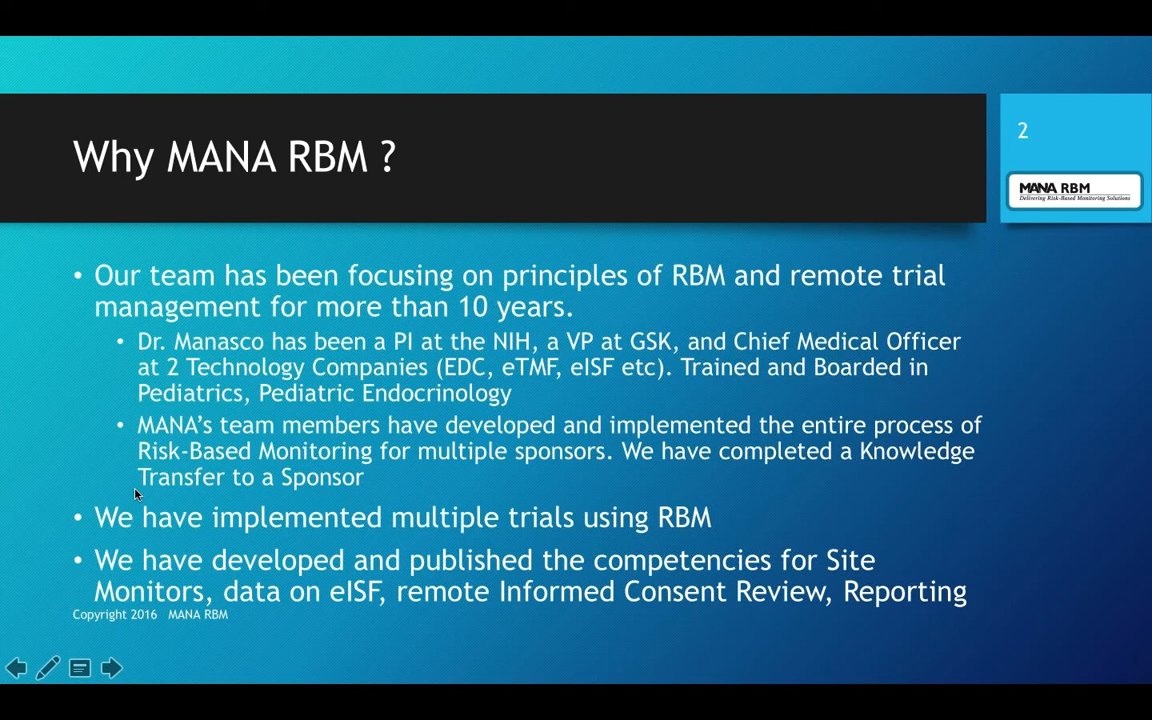 Why MANA RBM ?
2
MANA RBM
Delivering Risk-Based Monitoring Solutions
• Our team has been focusing on principles of RBM and remote trial
management for more than 10 years.
• Dr. Manasco has been a PI at the NIH, a VP at GSK, and Chief Medical Officer
at 2 Technology Companies (EDC, eTMF, eISF etc). Trained and Boarded in
Pediatrics, Pediatric Endocrinology
• MANA’s team members have developed and implemented the entire process of
Risk-Based Monitoring for multiple sponsors. We have completed a Knowledge
Transfer to a Sponsor
• We have implemented multiple trials using RBM
• We have developed and published the competencies for Site
Monitors, data on eISF, remote Informed Consent Review, Reporting
Copyright 2016 MANA RBM